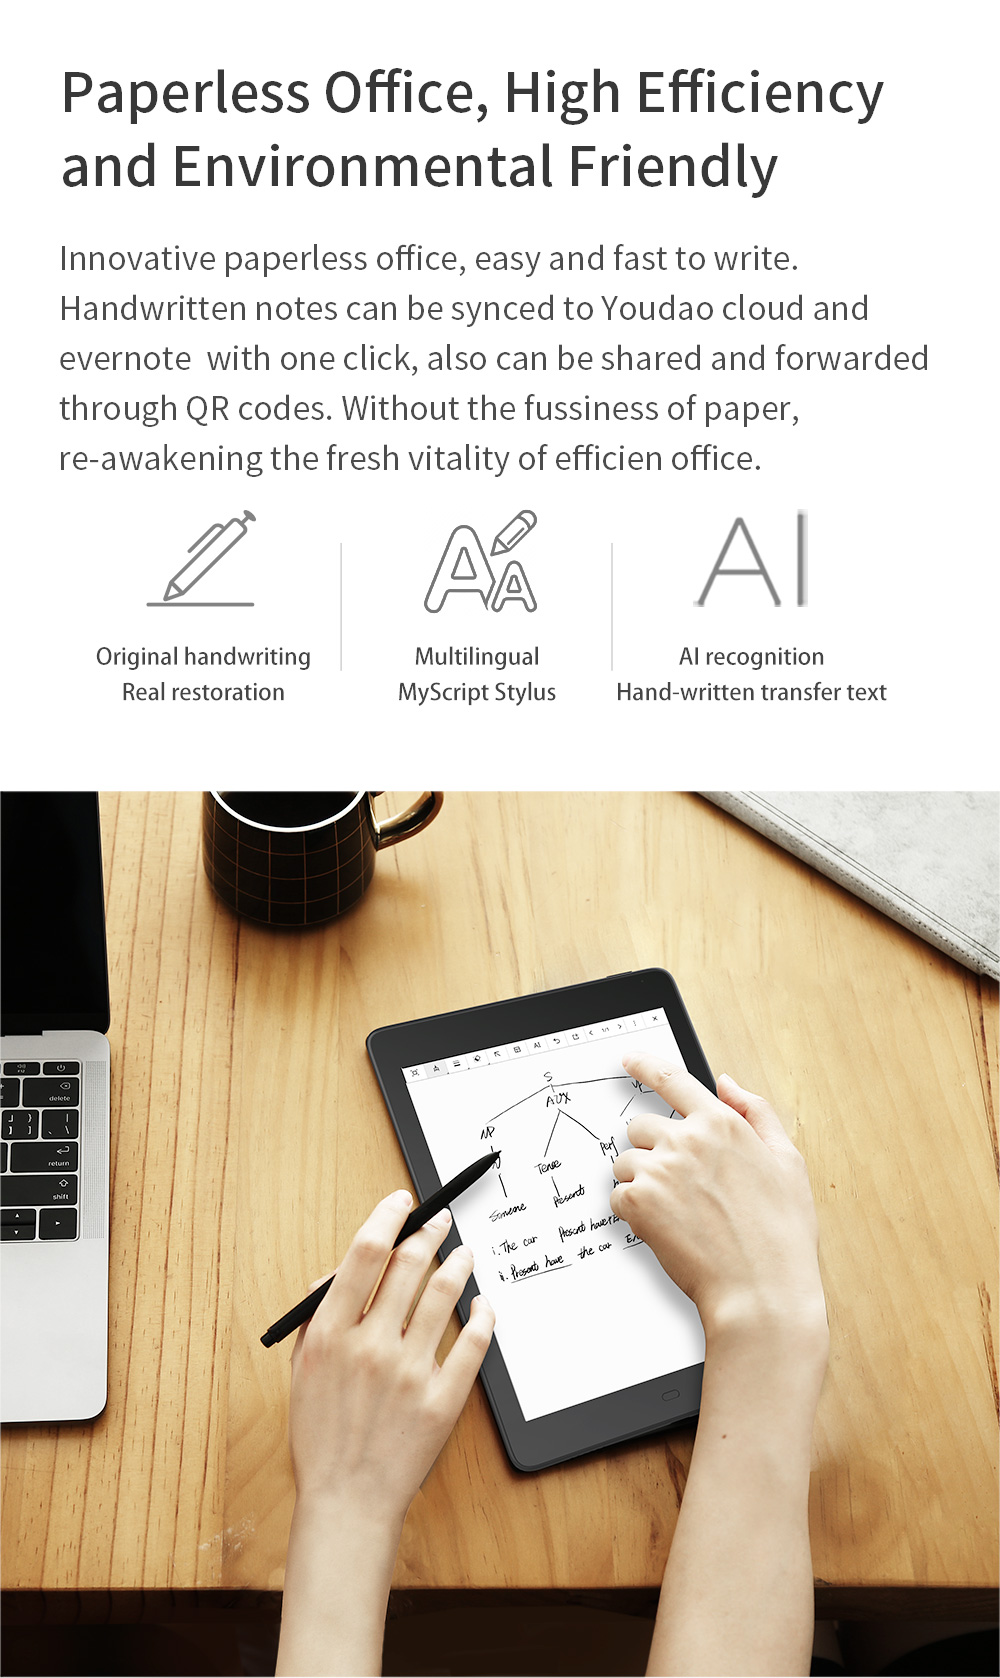 Paperless Office, High Efficiency
and Environmental Friendly
Innovative paperless office, easy and fast to write.
Handwritten notes can be synced to Youdao cloud and
evernote with one click, also can be shared and forwarded
through QR codes. Without the fussiness of paper,
re-awakening the fresh vitality of efficien office.
AI
Original handwriting
Real restoration
Multilingual
MyScript Stylus
AI recognition
Hand-written transfer text
AI
1/1
S
AUX
VP
NP
Perf
Tense
Someone
Present
i. The car Present have
ii. Present have the car
delete
return
shift